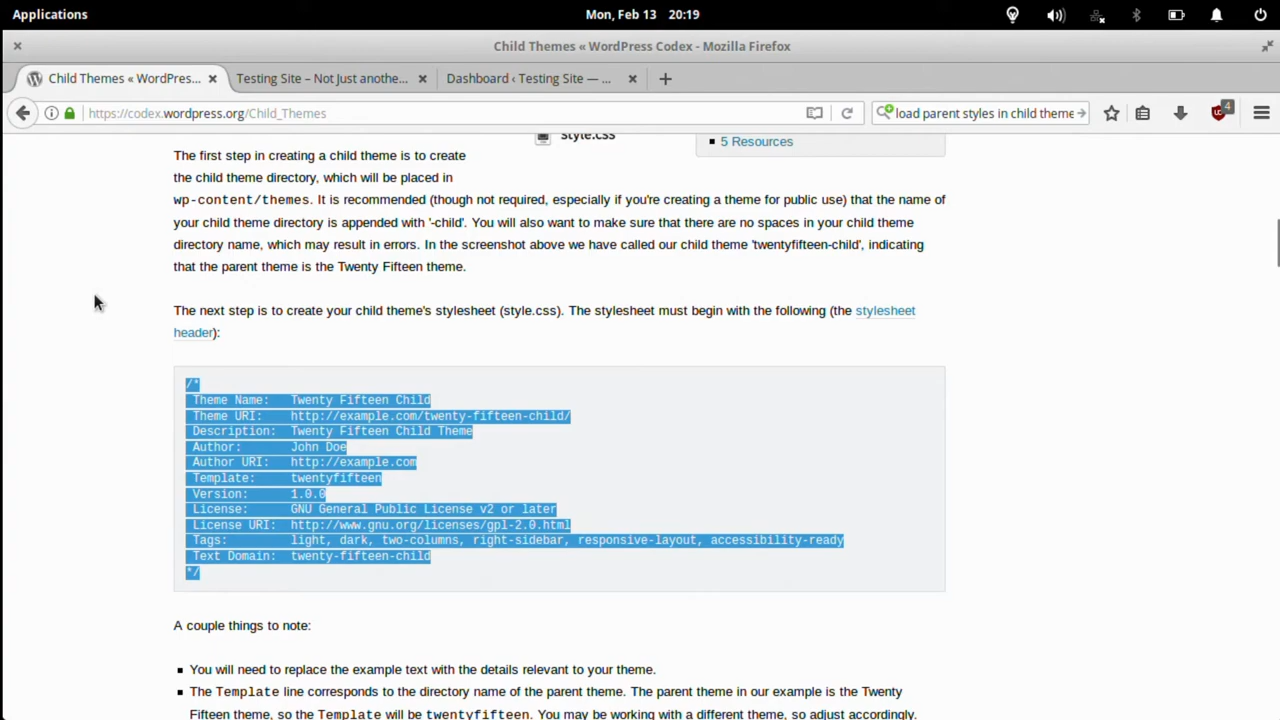 Applications
Mon, Feb 13 20:19
Child Themes « WordPress Codex - Mozilla Firefox
Child Themes « WordPres...
Testing Site – Not Just anothe...
Dashboard ‹ Testing Site — ...
https://codex.wordpress.org/Child_Themes
load parent styles in child theme
4
style.css
5 Resources
The first step in creating a child theme is to create
the child theme directory, which will be placed in
wp-content/themes. It is recommended (though not required, especially if you're creating a theme for public use) that the name of
your child theme directory is appended with '-child'. You will also want to make sure that there are no spaces in your child theme
directory name, which may result in errors. In the screenshot above we have called our child theme 'twentyfifteen-child', indicating
that the parent theme is the Twenty Fifteen theme.
The next step is to create your child theme's stylesheet (style.css). The stylesheet must begin with the following (the stylesheet
header):
/*
Theme Name: Twenty Fifteen Child
Theme URI: http://example.com/twenty-fifteen-child/
Description: Twenty Fifteen Child Theme
Author: John Doe
Author URI: http://example.com
Template: twentyfifteen
Version: 1.0.0
License: GNU General Public License v2 or later
License URI: http://www.gnu.org/licenses/gpl-2.0.html
Tags: light, dark, two-columns, right-sidebar, responsive-layout, accessibility-ready
Text Domain: twenty-fifteen-child
*/
A couple things to note:
You will need to replace the example text with the details relevant to your theme.
The Template line corresponds to the directory name of the parent theme. The parent theme in our example is the Twenty
Fifteen theme, so the Template will be twentyfifteen. You may be working with a different theme, so adjust accordingly.